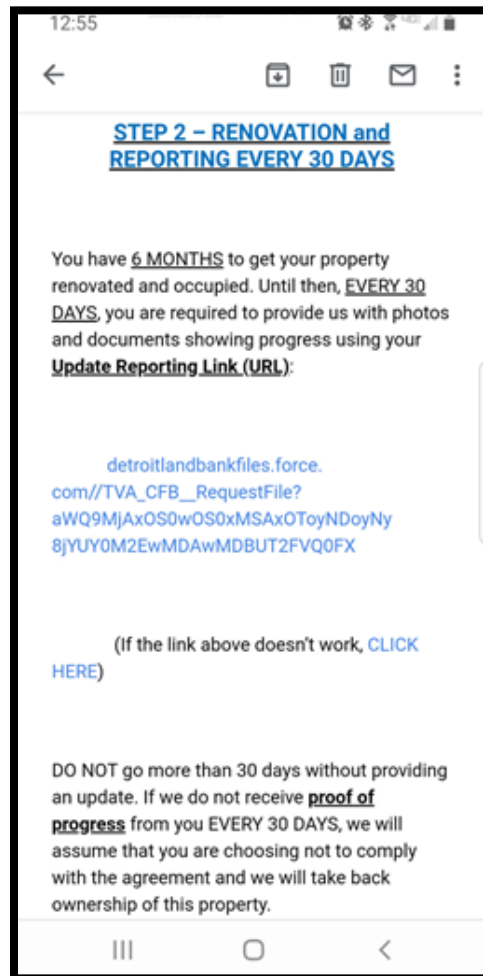 12:55
STEP 2 – RENOVATION and
REPORTING EVERY 30 DAYS
You have 6 MONTHS to get your property
renovated and occupied. Until then, EVERY 30
DAYS, you are required to provide us with photos
and documents showing progress using your
Update Reporting Link (URL):
detroitlandbankfiles.force.
com//TVA_CFB__RequestFile?
aWQ9MjAxOS0wOS0xMSAxOToyNDoyNy
8jYUY0M2EwMDAwMDBUT2FVQ0FX
(If the link above doesn't work, CLICK
HERE)
DO NOT go more than 30 days without providing
an update. If we do not receive proof of
progress from you EVERY 30 DAYS, we will
assume that you are choosing not to comply
with the agreement and we will take back
ownership of this property.